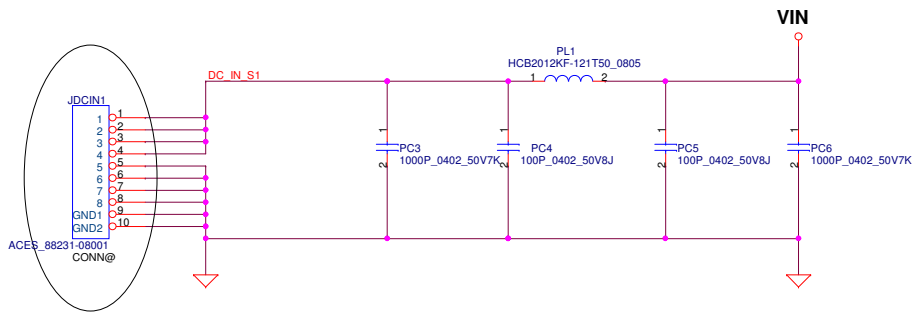 VIN
PL1
HCB2012KF-121T50_0805
DC_IN_S1
1 2
JDCIN1
1 1
2 2
3 3
4 4
5 5
6 6
7 7
8 8
GND1 9
GND2 10
ACES_88231-08001
CONN@
1
PC3
1000P_0402_50V7K
2
1
PC4
100P_0402_50V8J
2
1
PC5
100P_0402_50V8J
2
1
PC6
1000P_0402_50V7K
2